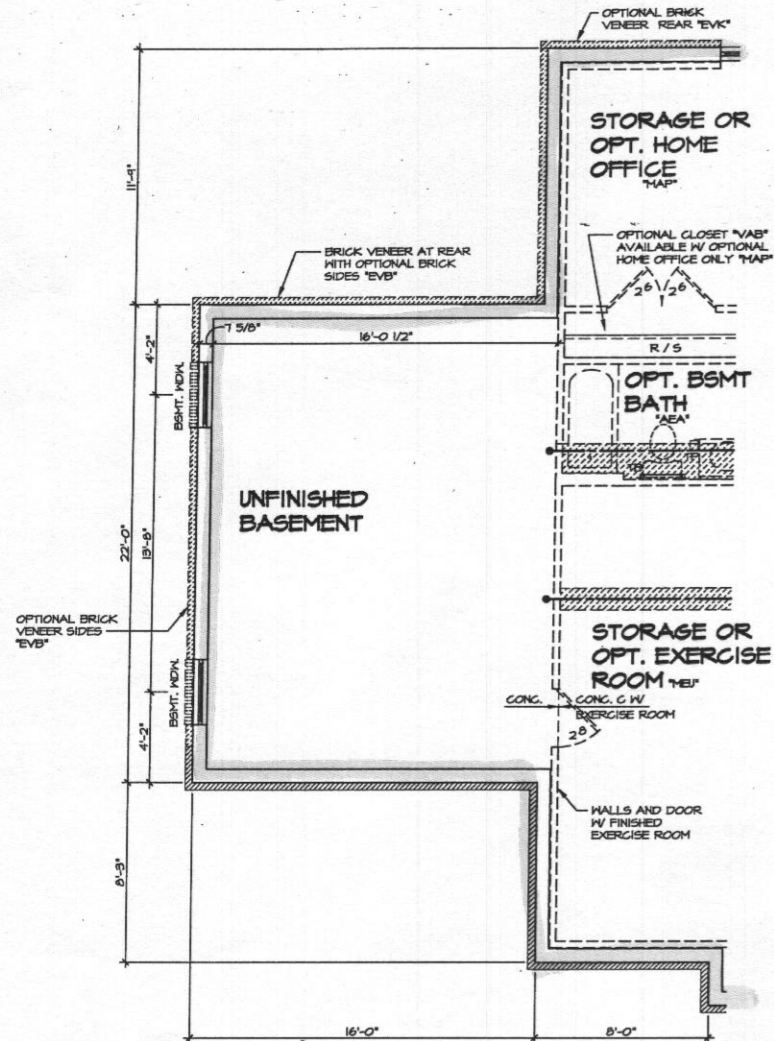 OPTIONAL BRICK
VENEER REAR "EVK"
STORAGE OR
OPT. HOME
OFFICE
"MAP"
11'-9"
OPTIONAL CLOSET "VAB"
AVAILABLE W/ OPTIONAL
HOME OFFICE ONLY "MAP"
BRICK VENEER AT REAR
WITH OPTIONAL BRICK
SIDES "EVB"
2⁶
2⁶
7 5/8"
16'-0 1/2"
4'-2"
R / S
BSMT. WDW.
OPT. BSMT
BATH
"AEA"
UNFINISHED
BASEMENT
22'-0"
13'-8"
OPTIONAL BRICK
VENEER SIDES
"EVB"
STORAGE OR
OPT. EXERCISE
ROOM "MEJ"
BSMT. WDW.
CONC.
CONC. C W/
EXERCISE ROOM
2⁸
4'-2"
WALLS AND DOOR
W/ FINISHED
EXERCISE ROOM
8'-3"
16'-0"
8'-0"